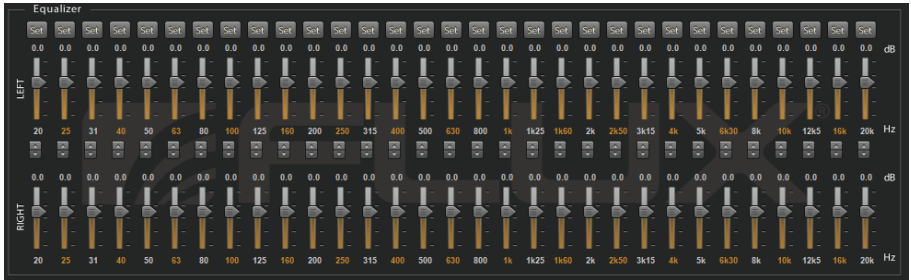 Equalizer
Set Set Set Set Set Set Set Set Set Set Set Set Set Set Set Set Set Set Set Set Set Set Set Set Set Set Set Set Set Set Set
0.0 0.0 0.0 0.0 0.0 0.0 0.0 0.0 0.0 0.0 0.0 0.0 0.0 0.0 0.0 0.0 0.0 0.0 0.0 0.0 0.0 0.0 0.0 0.0 0.0 0.0 0.0 0.0 0.0 0.0 0.0 dB
LEFT
20 25 31 40 50 63 80 100 125 160 200 250 315 400 500 630 800 1k 1k25 1k60 2k 2k50 3k15 4k 5k 6k30 8k 10k 12k5 16k 20k Hz
FLUX®
0.0 0.0 0.0 0.0 0.0 0.0 0.0 0.0 0.0 0.0 0.0 0.0 0.0 0.0 0.0 0.0 0.0 0.0 0.0 0.0 0.0 0.0 0.0 0.0 0.0 0.0 0.0 0.0 0.0 0.0 0.0 dB
RIGHT
20 25 31 40 50 63 80 100 125 160 200 250 315 400 500 630 800 1k 1k25 1k60 2k 2k50 3k15 4k 5k 6k30 8k 10k 12k5 16k 20k Hz